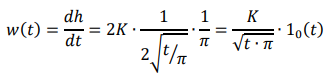 w(t) = dh/dt = 2K · 1/(2√(t/π)) · 1/π = K/√(t · π) · 1₀(t)